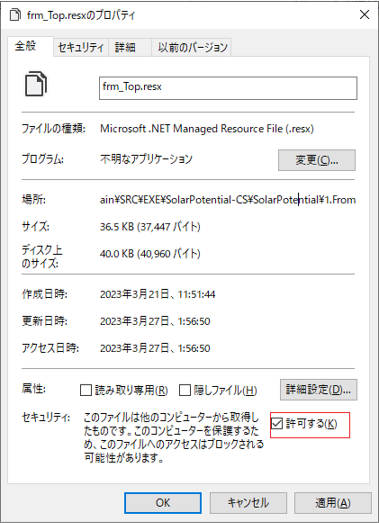 frm_Top.resxのプロパティ
全般 セキュリティ 詳細 以前のバージョン
frm_Top.resx
ファイルの種類: Microsoft .NET Managed Resource File (.resx)
プログラム: 不明なアプリケーション 変更(C)...
場所: ain¥SRC¥EXE¥SolarPotential-CS¥SolarPotential¥1.From
サイズ: 36.5 KB (37,447 バイト)
ディスク上
のサイズ: 40.0 KB (40,960 バイト)
作成日時: 2023年3月21日、11:51:44
更新日時: 2023年3月27日、1:56:50
アクセス日時: 2023年3月27日、1:56:50
属性: 読み取り専用(R) 隠しファイル(H) 詳細設定(D)...
セキュリティ: このファイルは他のコンピューターから取得し
たものです。このコンピューターを保護するた
め、このファイルへのアクセスはブロックされる
可能性があります。
許可する(K)
OK キャンセル 適用(A)